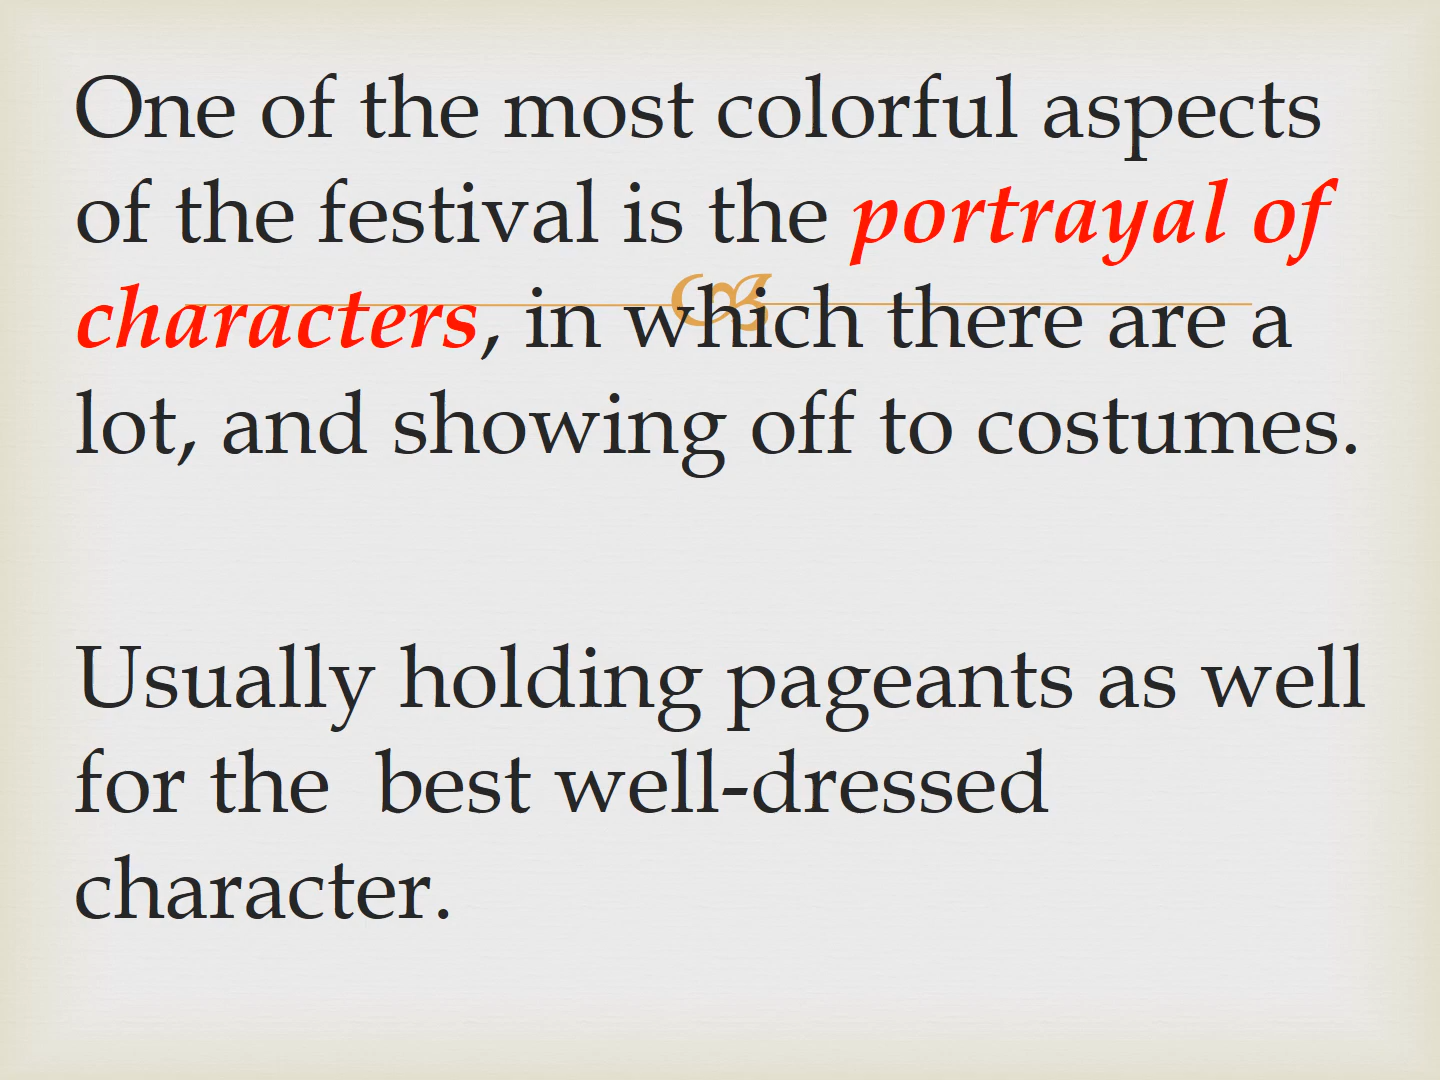 One of the most colorful aspects
of the festival is the portrayal of
characters, in which there are a
lot, and showing off to costumes.
Usually holding pageants as well
for the  best well-dressed
character.